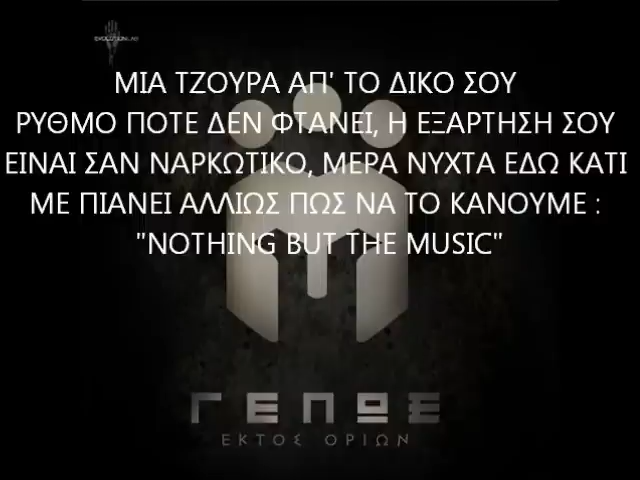 ΜΙΑ ΤΖΟΥΡΑ ΑΠ' ΤΟ ΔΙΚΟ ΣΟΥ
ΡΥΘΜΟ ΠΟΤΕ ΔΕΝ ΦΤΑΝΕΙ, Η ΕΞΑΡΤΗΣΗ ΣΟΥ
ΕΙΝΑΙ ΣΑΝ ΝΑΡΚΩΤΙΚΟ, ΜΕΡΑ ΝΥΧΤΑ ΕΔΩ ΚΑΤΙ
ΜΕ ΠΙΑΝΕΙ ΑΛΛΙΩΣ ΠΩΣ ΝΑ ΤΟ ΚΑΝΟΥΜΕ :
"NOTHING BUT THE MUSIC"
ΓΕΝΟΣ
ΕΚΤΟΣ ΟΡΙΩΝ